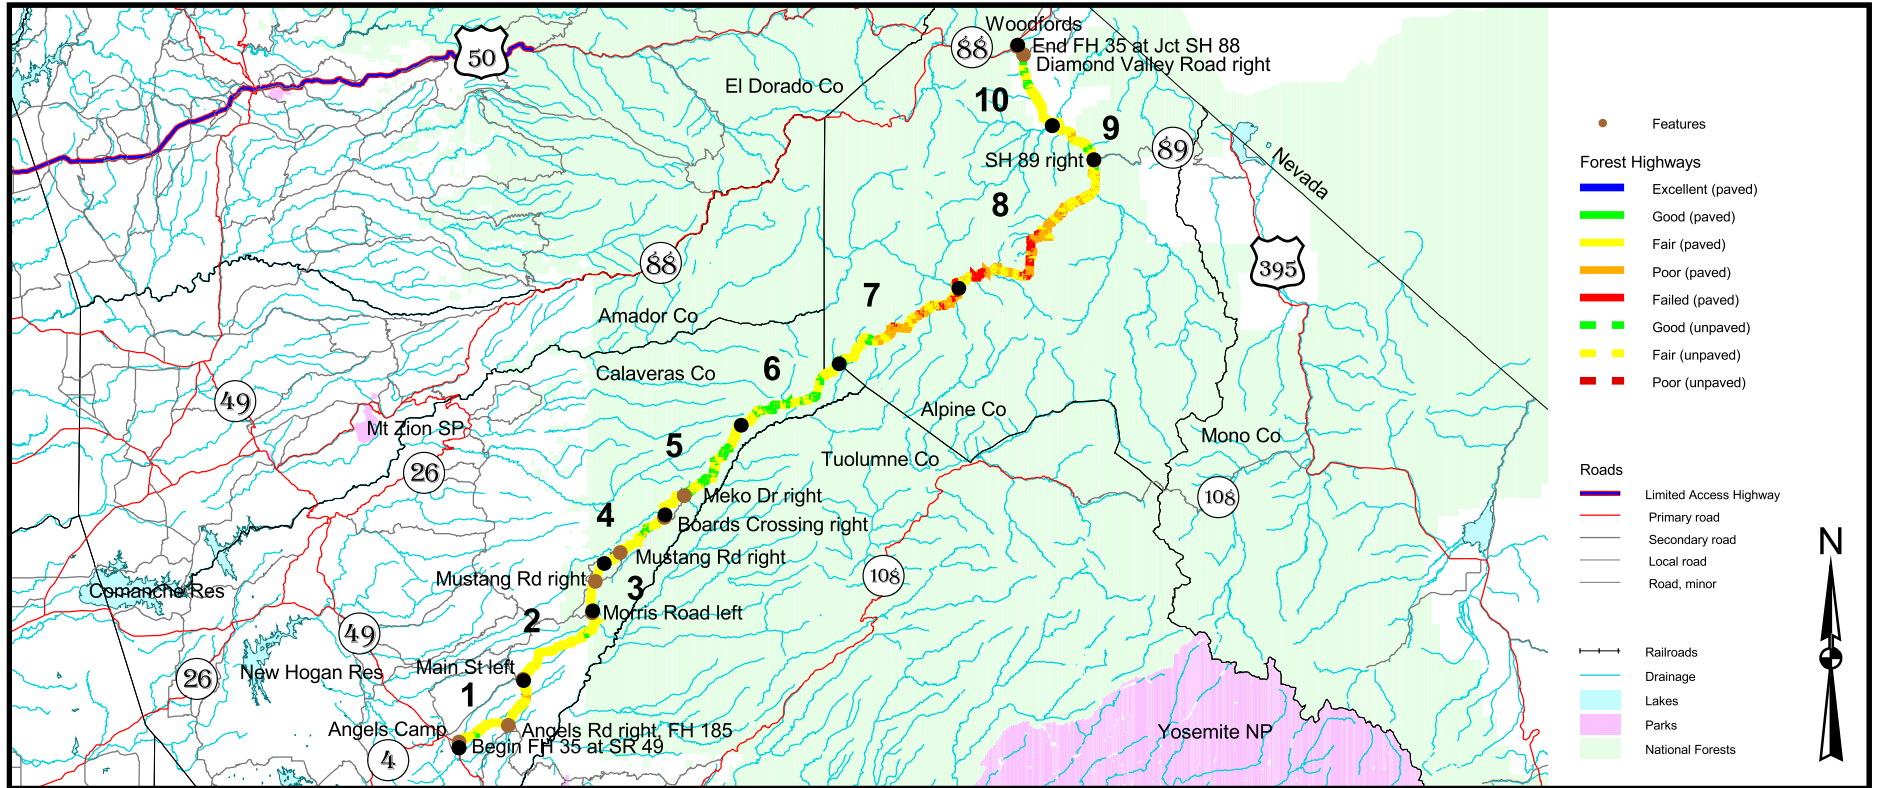 Woodfords
88
End FH 35 at Jct SH 88
Diamond Valley Road right
50
El Dorado Co
10
9
SH 89 right
89
Nevada
8
88
395
7
Amador Co
6
Calaveras Co
49
Alpine Co
Mt Zion SP
Mono Co
5
26
Tuolumne Co
Meko Dr right
108
4
Boards Crossing right
Mustang Rd right
108
Mustang Rd right
3
Comanche Res
Morris Road left
2
49
Main St left
New Hogan Res
26
1
Angels Camp
Angels Rd right, FH 185
Begin FH 35 at SR 49
4
Yosemite NP
Features
Forest Highways
Excellent (paved)
Good (paved)
Fair (paved)
Poor (paved)
Failed (paved)
Good (unpaved)
Fair (unpaved)
Poor (unpaved)
Roads
Limited Access Highway
Primary road
Secondary road
Local road
Road, minor
Railroads
Drainage
Lakes
Parks
National Forests
N